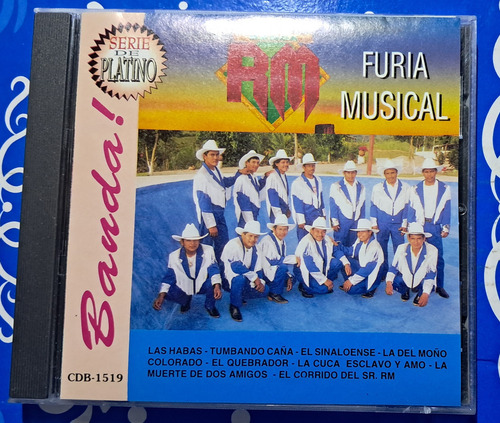 SERIE
DE
PLATINO
RM
FURIA
MUSICAL
Banda!
LAS HABAS - TUMBANDO CAÑA - EL SINALOENSE - LA DEL MOÑO
COLORADO - EL QUEBRADOR - LA CUCA ESCLAVO Y AMO - LA
MUERTE DE DOS AMIGOS - EL CORRIDO DEL SR. RM
CDB-1519